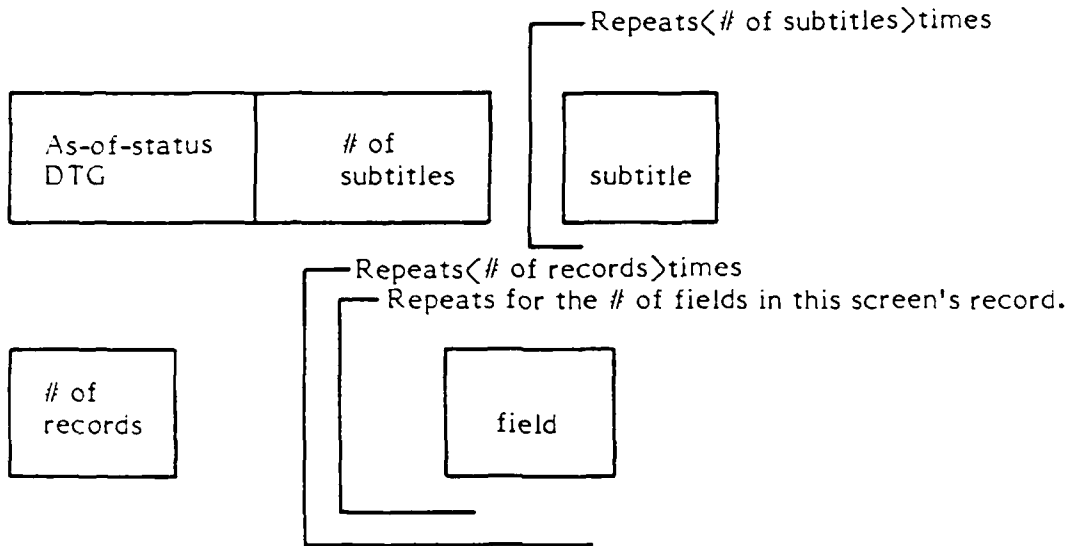 Repeats<# of subtitles>times
As-of-status
DTG
# of
subtitles
subtitle
Repeats<# of records>times
Repeats for the # of fields in this screen's record.
# of
records
field